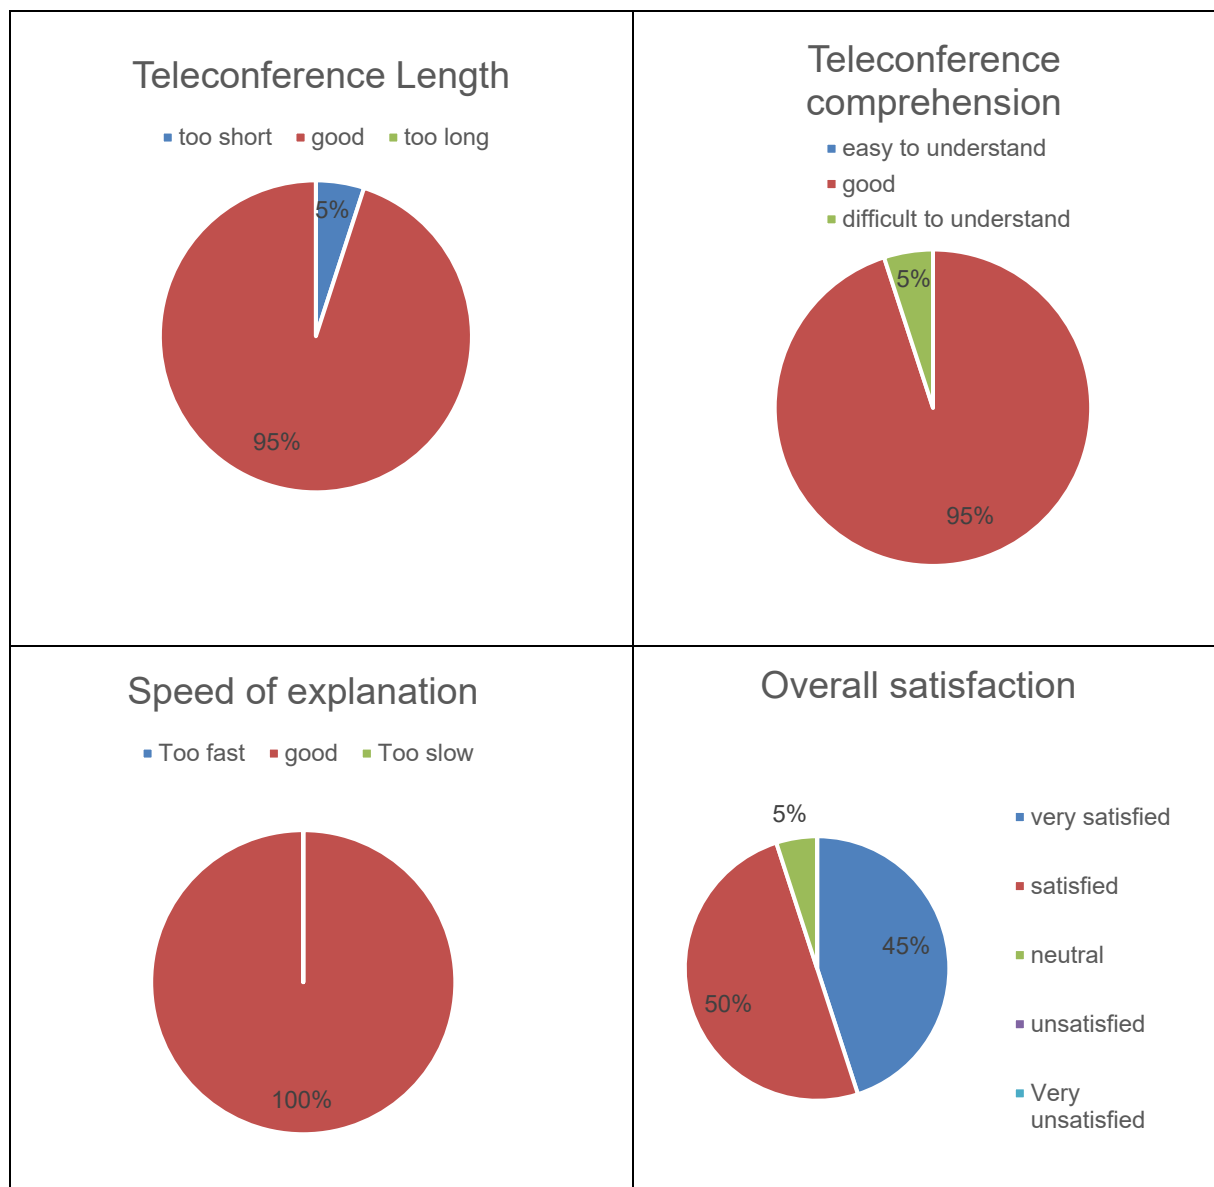 Teleconference Length
too short good too long
5%
95%
Teleconference
comprehension
easy to understand
good
difficult to understand
5%
95%
Speed of explanation
Too fast good Too slow
100%
Overall satisfaction
5%
45%
50%
very satisfied
satisfied
neutral
unsatisfied
Very
unsatisfied